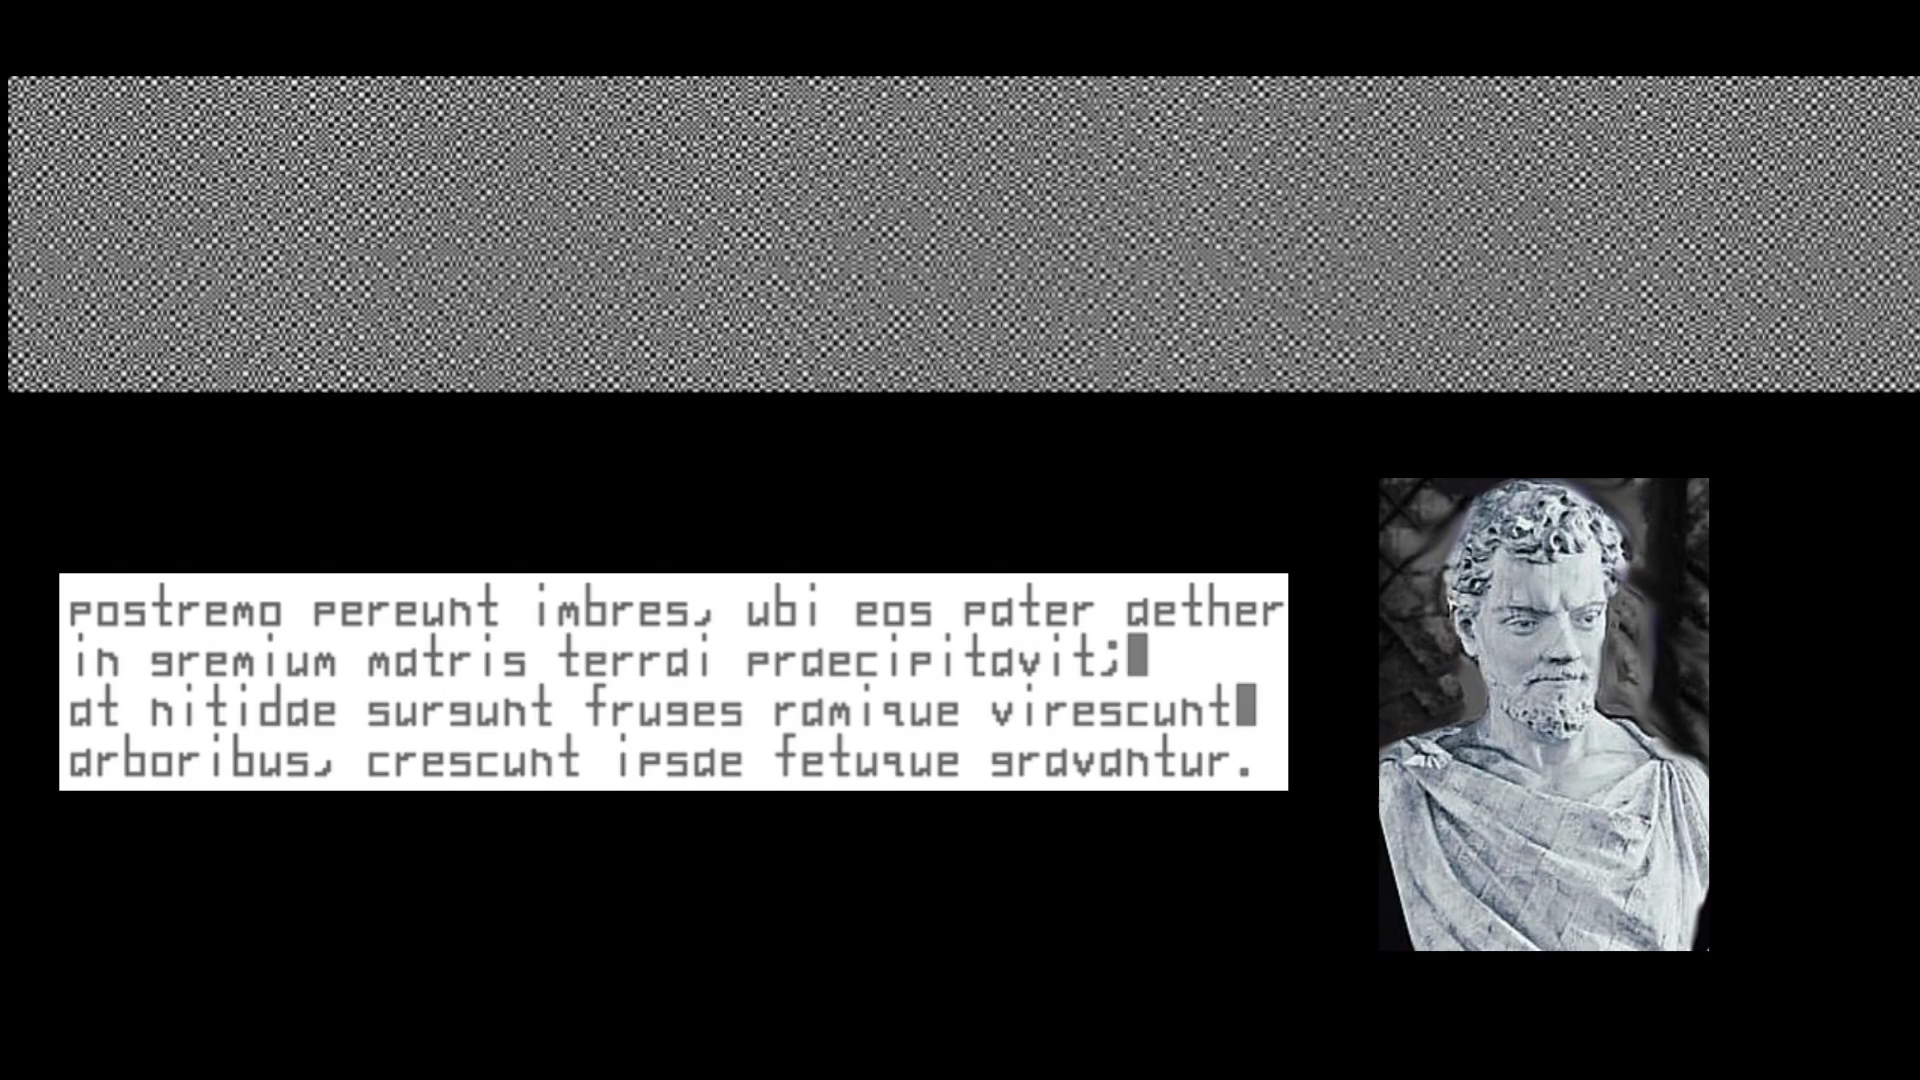 postremo pereunt imbres, ubi eos pater aether
in gremium matris terrai praecipitavit;
at nitidae surgunt fruges ramique virescunt
arboribus, crescunt ipsae fetuque gravantur.